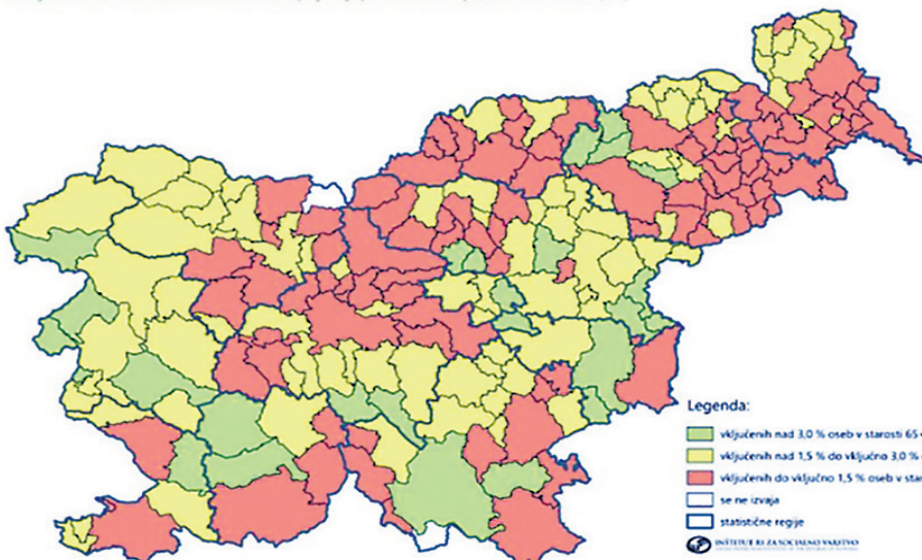 Legenda:
vključenih nad 3,0 % oseb v starosti 65
vključenih nad 1,5 % do vključno 3,0 %
vključenih do vključno 1,5 % oseb v star
se ne izvaja
statistične regije
INŠTITUT RS ZA SOCIALNO VARSTVO